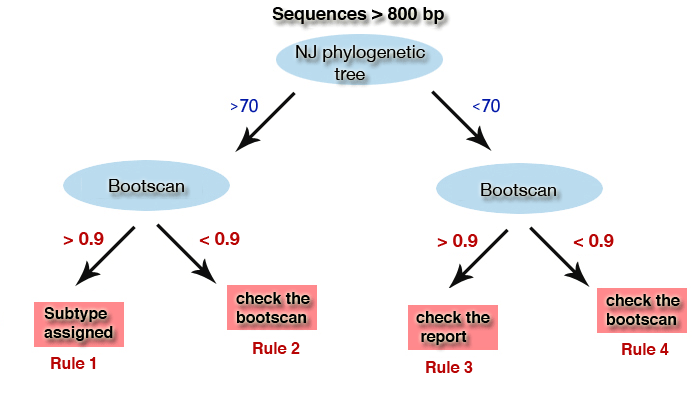 Sequences > 800 bp
NJ phylogenetic
tree
>70
<70
Bootscan
Bootscan
> 0.9
< 0.9
> 0.9
< 0.9
Subtype
assigned
check the
bootscan
check the
report
check the
bootscan
Rule 1
Rule 2
Rule 3
Rule 4